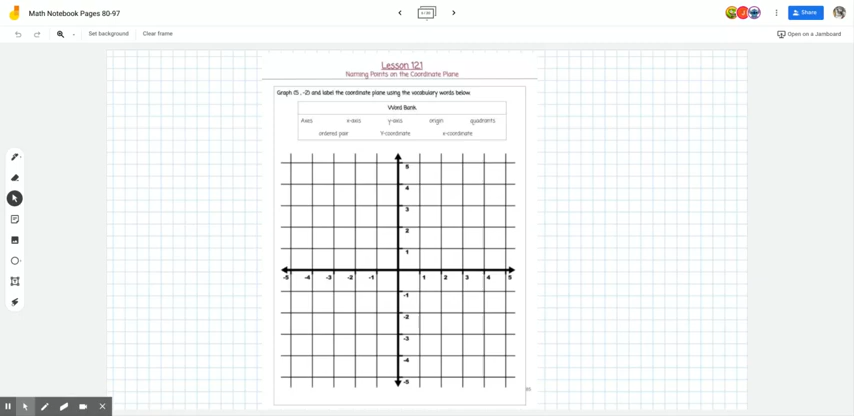 Math Notebook Pages 80-97
Share
Set background
Clear frame
Open on a Jamboard
Lesson 121
Naming Points on the Coordinate Plane
Graph (5 , -2) and label the coordinate plane using the vocabulary words below.
Word Bank
Axes x-axis y-axis origin quadrants
ordered pair Y-coordinate x-coordinate
5
4
3
2
1
-5 -4 -3 -2 -1 1 2 3 4 5
-1
-2
-3
-4
-5